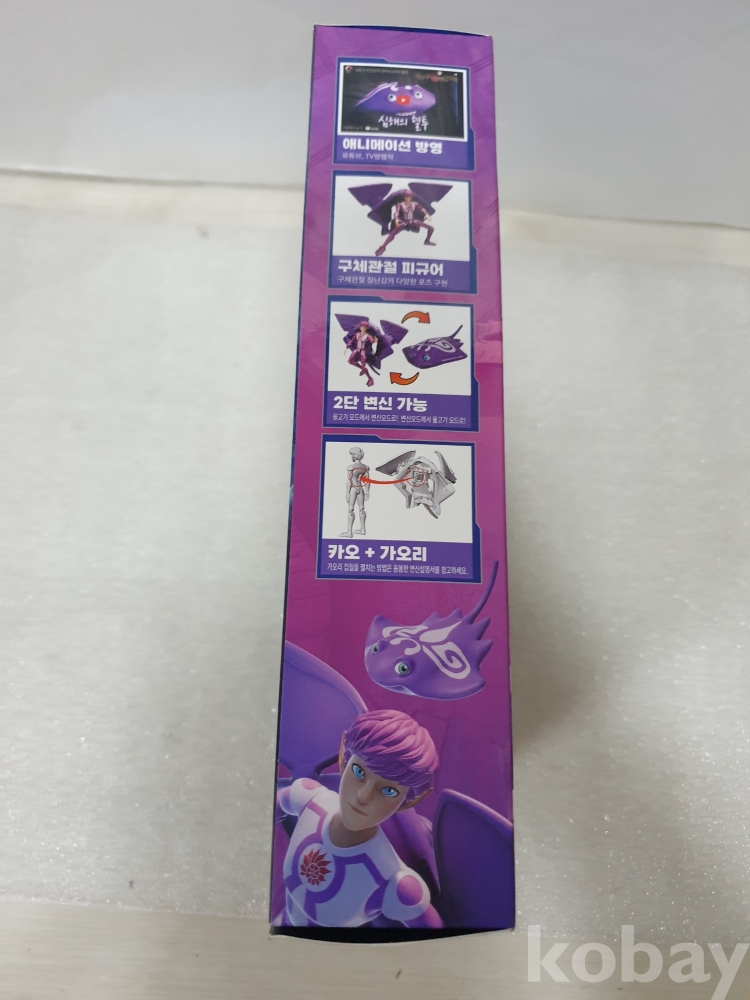 심해의 혈투
애니메이션 방영
유튜브, TV방영작
구체관절 피규어
구체관절 장난감의 다양한 포즈 구현
2단 변신 가능
물고기 모드에서 변신모드로! 변신모드에서 물고기 모드로!
카오 + 가오리
가오리 껍질을 펼치는 방법은 동봉한 변신설명서를 참고하세요.
kobay